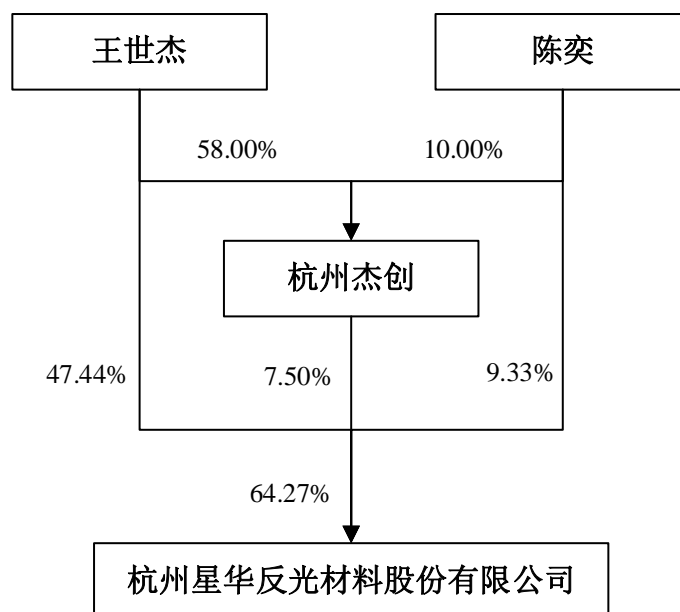 王世杰
陈奕
58.00%
10.00%
杭州杰创
47.44%
7.50%
9.33%
64.27%
杭州星华反光材料股份有限公司